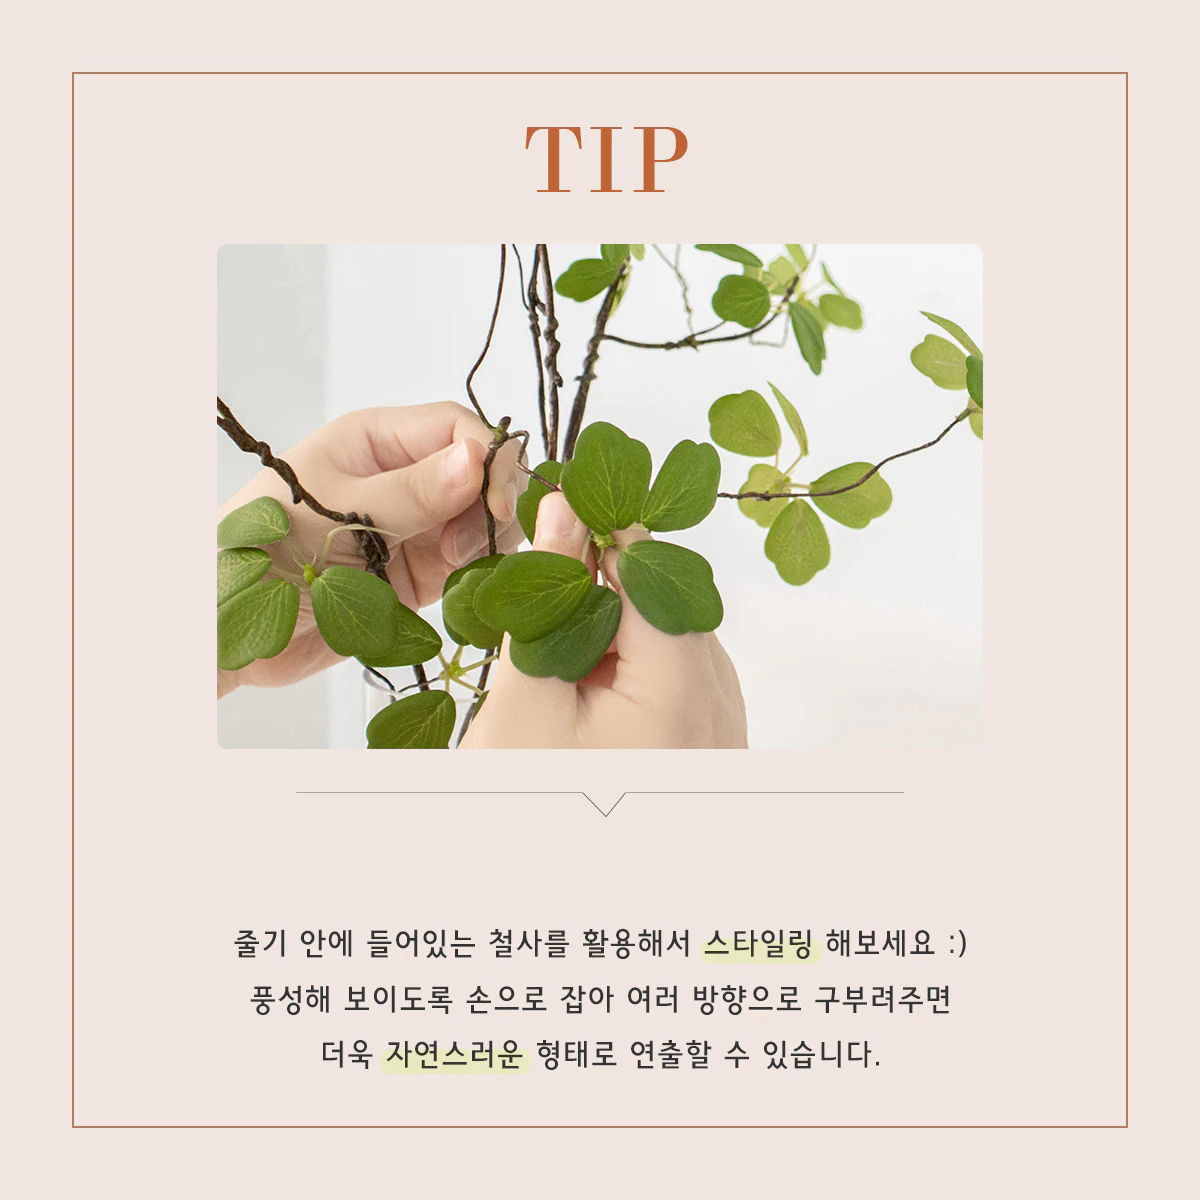 TIP
줄기 안에 들어있는 철사를 활용해서 스타일링 해보세요 :)
풍성해 보이도록 손으로 잡아 여러 방향으로 구부려주면
더욱 자연스러운 형태로 연출할 수 있습니다.